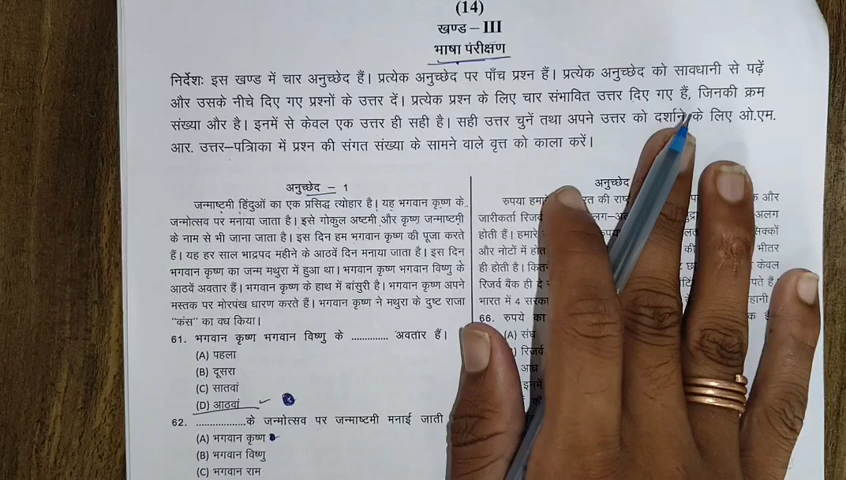 (14)
खण्ड – III
भाषा परीक्षण
निर्देशः इस खण्ड में चार अनुच्छेद हैं। प्रत्येक अनुच्छेद पर पाँच प्रश्न हैं। प्रत्येक अनुच्छेद को सावधानी से पढ़ें
और उसके नीचे दिए गए प्रश्नों के उत्तर दें। प्रत्येक प्रश्न के लिए चार संभावित उत्तर दिए गए हैं, जिनकी क्रम
संख्या और है। इनमें से केवल एक उत्तर ही सही है। सही उत्तर चुनें तथा अपने उत्तर को दर्शाने के लिए ओ.एम.
आर. उत्तर-पत्रिाका में प्रश्न की संगत संख्या के सामने वाले वृत्त को काला करें।
अनुच्छेद – 1
जन्माष्टमी हिंदुओं का एक प्रसिद्ध त्योहार है। यह भगवान कृष्ण के
जन्मोत्सव पर मनाया जाता है। इसे गोकुल अष्टमी और कृष्ण जन्माष्टमी
के नाम से भी जाना जाता है। इस दिन हम भगवान कृष्ण की पूजा करते
हैं। यह हर साल भाद्रपद महीने के आठवें दिन मनाया जाता है। इस दिन
भगवान कृष्ण का जन्म मथुरा में हुआ था। भगवान कृष्ण भगवान विष्णु के
आठवें अवतार हैं। भगवान कृष्ण के हाथ में बांसुरी है। भगवान कृष्ण अपने
मस्तक पर मोरपंख धारण करते हैं। भगवान कृष्ण ने मथुरा के दुष्ट राजा
"कंस" का वध किया।
61. भगवान कृष्ण भगवान विष्णु के .............. अवतार हैं।
(A) पहला
(B) दूसरा
(C) सातवां
(D) आठवां
62. ...................के जन्मोत्सव पर जन्माष्टमी मनाई जाती
(A) भगवान कृष्ण
(B) भगवान विष्णु
(C) भगवान राम
अनुच्छेद
रुपया हमारे भारत की और
जारीकर्ता रिजर्व अलग
होती हैं। हमारे सिक्कों
और नोटों में भीतर
ही होती है। केवल
रिजर्व बैंक ही
भारत में 4
66. रुपये का
(A) संघ
रिजर्व